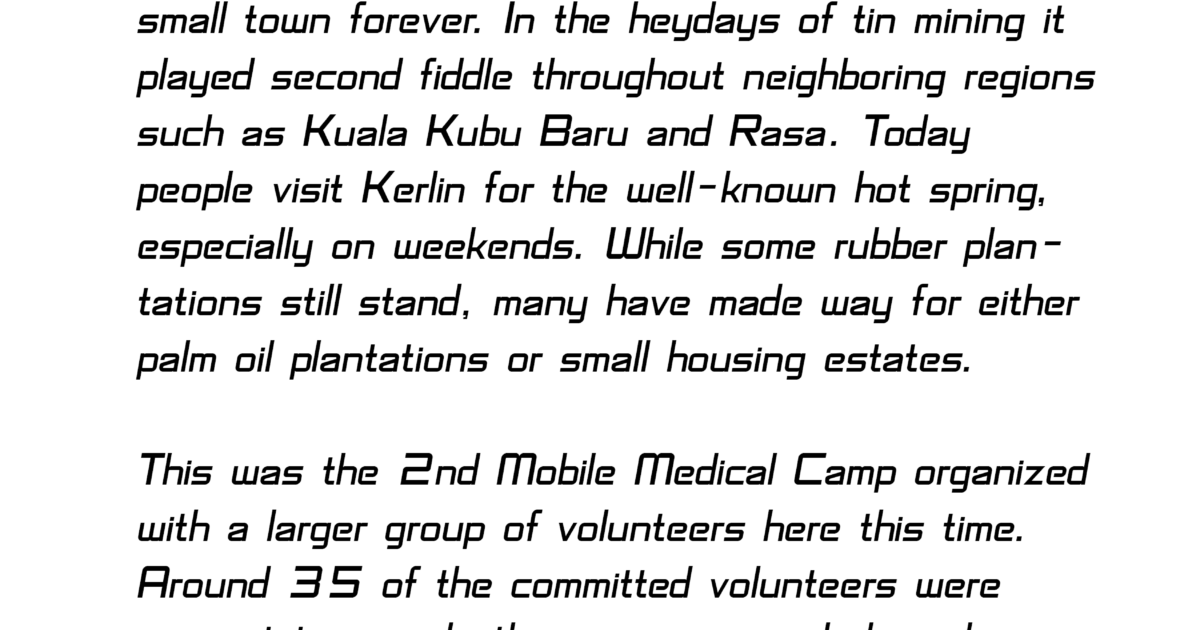 small town forever. In the heydays of tin mining it
played second fiddle throughout neighboring regions
such as Kuala Kubu Baru and Rasa. Today
people visit Kerlin for the well-known hot spring,
especially on weekends. While some rubber plan-
tations still stand, many have made way for either
palm oil plantations or small housing estates.

This was the 2nd Mobile Medical Camp organized
with a larger group of volunteers here this time.
Around 35 of the committed volunteers were